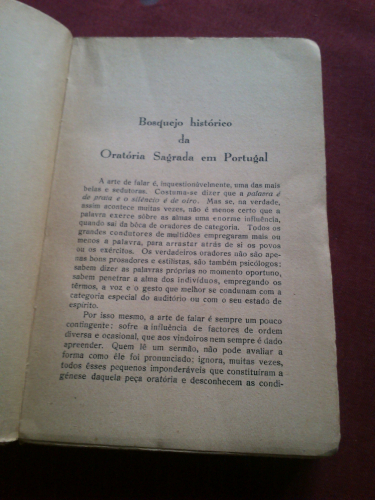 Bosquejo histórico
da
Oratória Sagrada em Portugal
A arte de falar é, inquestionàvelmente, uma das mais
belas e sedutoras. Costuma-se dizer que a palavra é
de prata e o silêncio é de oiro. Mas se, na verdade,
assim acontece muitas vezes, não é menos certo que a
palavra exerce sôbre as almas uma enorme influência,
quando sai da bôca de oradores de categoria. Todos os
grandes condutores de multidões empregaram mais ou
menos a palavra, para arrastar atrás de si os povos
ou os exércitos. Os verdadeiros oradores não são ape-
nas bons prosadores e estilistas, são também psicólogos:
sabem dizer as palavras próprias no momento oportuno,
sabem penetrar a alma dos indivíduos, empregando os
têrmos, a voz e o gesto que melhor se coadunam com a
categoria especial do auditório ou com o seu estado de
espírito.
Por isso mesmo, a arte de falar é sempre um pouco
contingente: sofre a influência de factores de ordem
diversa e ocasional, que aos vindoiros nem sempre é dado
apreender. Quem lê um sermão, não pode avaliar a
forma como êle foi pronunciado; ignora, muitas vezes,
todos êsses pequenos imponderáveis que constituíram a
génese daquela peça oratória e desconhecem as condi-